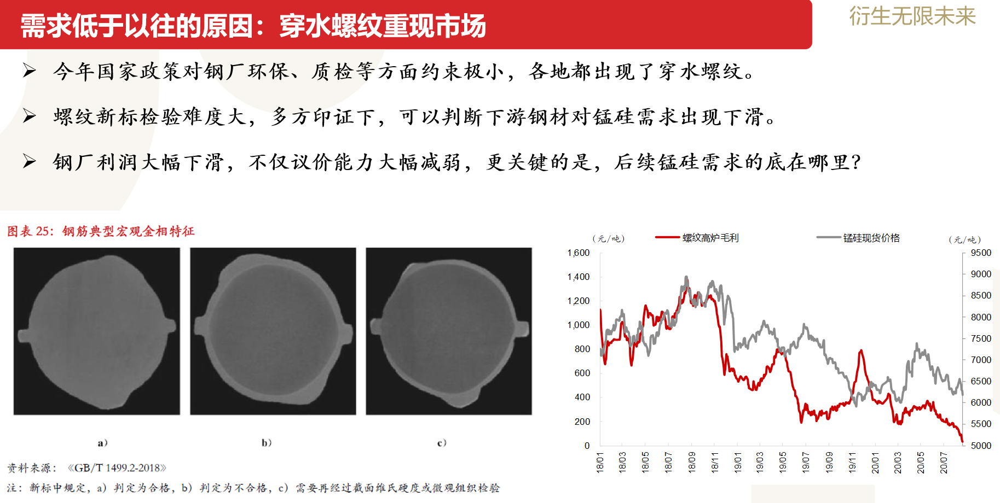 需求低于以往的原因：穿水螺纹重现市场
衍生无限未来
今年国家政策对钢厂环保、质检等方面约束极小，各地都出现了穿水螺纹。
螺纹新标检验难度大，多方印证下，可以判断下游钢材对锰硅需求出现下滑。
钢厂利润大幅下滑，不仅议价能力大幅减弱，更关键的是，后续锰硅需求的底在哪里？
图表 25：钢筋典型宏观金相特征
a）
b）
c）
资料来源：《GB/T 1499.2-2018》
注：新标中规定，a）判定为合格，b）判定为不合格，c）需要再经过截面维氏硬度或微观组织检验
（元/吨）
螺纹高炉毛利
锰硅现货价格
（元/吨）
1,600
1,400
1,200
1,000
800
600
400
200
0
9500
9000
8500
8000
7500
7000
6500
6000
5500
5000
18/01
18/03
18/05
18/07
18/09
18/11
19/01
19/03
19/05
19/07
19/09
19/11
20/01
20/03
20/05
20/07